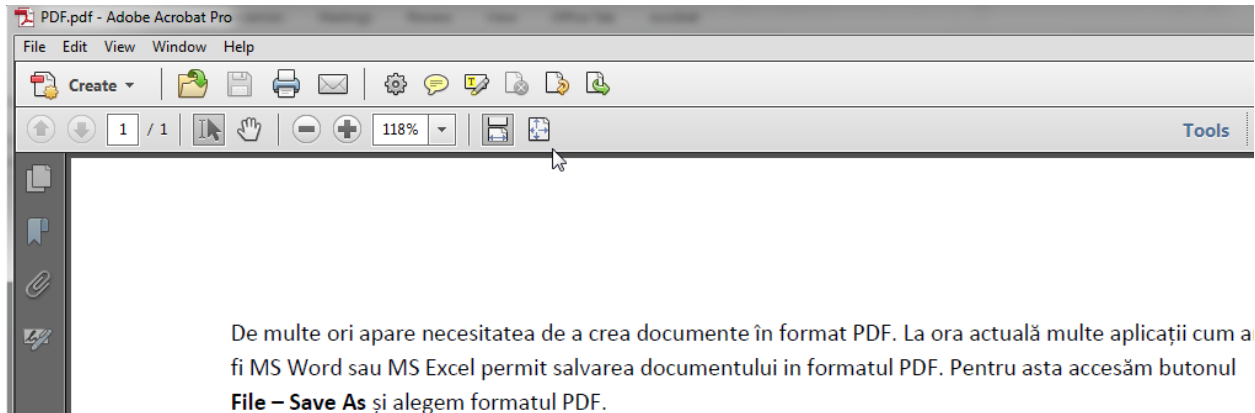 PDF.pdf - Adobe Acrobat Pro
File Edit View Window Help
Create
1 / 1 118% Tools
De multe ori apare necesitatea de a crea documente în format PDF. La ora actuală multe aplicații cum
fi MS Word sau MS Excel permit salvarea documentului in formatul PDF. Pentru asta accesăm butonul
File – Save As și alegem formatul PDF.